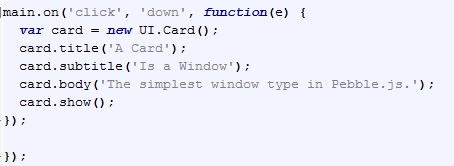 main.on('click', 'down', function(e) {
  var card = new UI.Card();
  card.title('A Card');
  card.subtitle('Is a Window');
  card.body('The simplest window type in Pebble.js.');
  card.show();
});
});